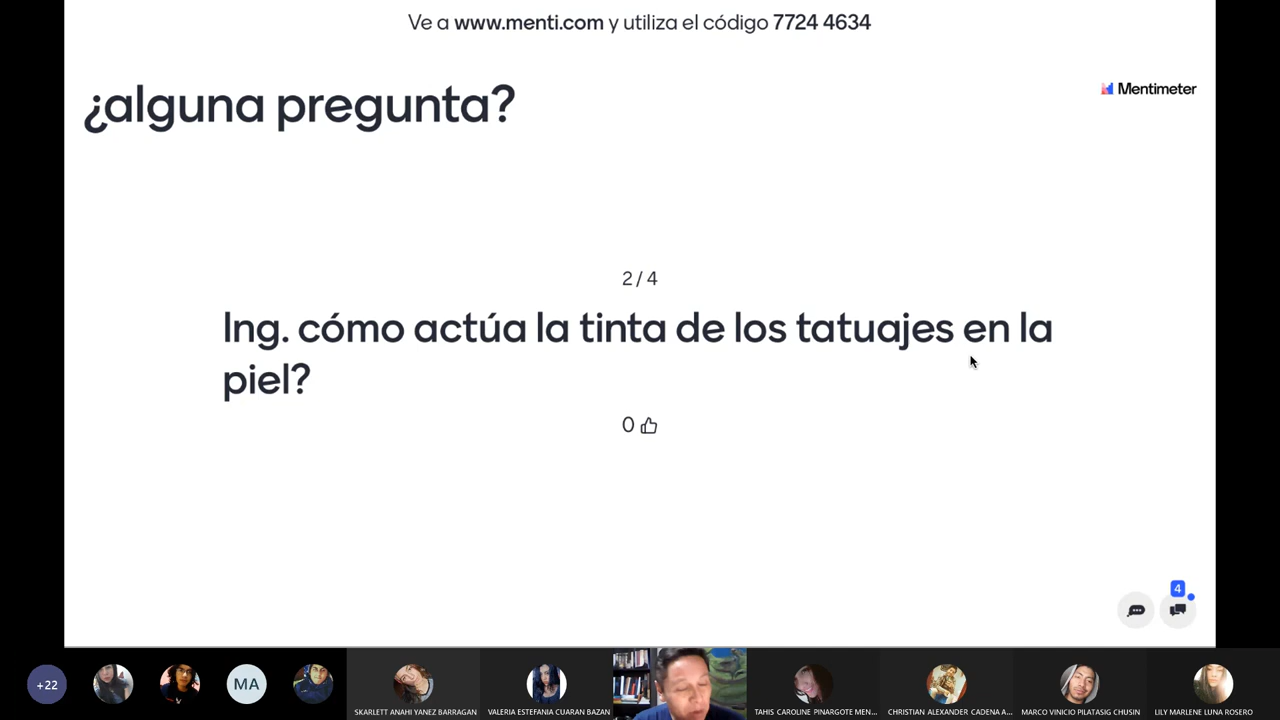 Ve a www.menti.com y utiliza el código 7724 4634
¿alguna pregunta?
Mentimeter
2 / 4
Ing. cómo actúa la tinta de los tatuajes en la
piel?
0
4
+22
MA
SKARLETT ANAHI YANEZ BARRAGAN
VALERIA ESTEFANIA CUARAN BAZAN
TAHIS CAROLINE PINARGOTE MEN...
CHRISTIAN ALEXANDER CADENA A...
MARCO VINICIO PILATASIG CHUSIN
LILY MARLENE LUNA ROSERO